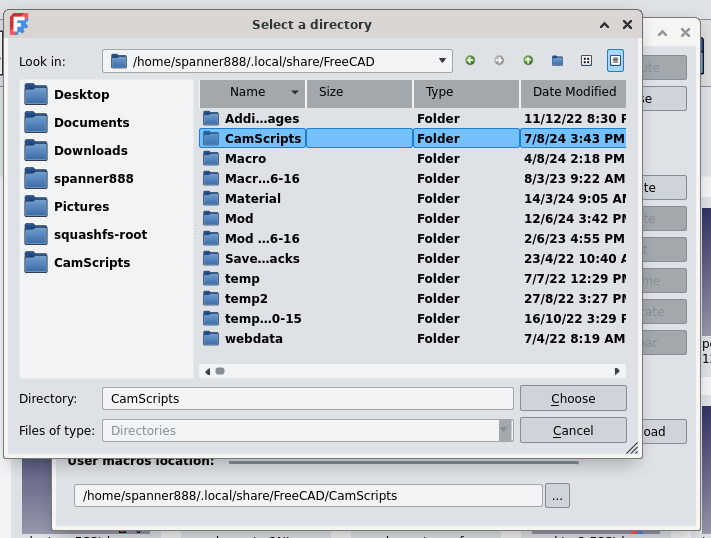 Select a directory
Look in: /home/spanner888/.local/share/FreeCAD
Desktop
Documents
Downloads
spanner888
Pictures
squashfs-root
CamScripts
Name Size Type Date Modified
Addi...ages Folder 11/12/22 8:30 P
CamScripts Folder 7/8/24 3:43 PM
Macro Folder 4/8/24 2:18 PM
Macr...6-16 Folder 8/3/23 9:22 AM
Material Folder 14/3/24 9:05 AM
Mod Folder 12/6/24 3:42 PM
Mod ...6-16 Folder 2/6/23 4:55 PM
Save...acks Folder 23/4/22 10:40 A
temp Folder 7/7/22 12:29 PM
temp2 Folder 27/8/22 3:27 PM
temp...0-15 Folder 16/10/22 3:29 P
webdata Folder 7/4/22 8:19 AM
Directory: CamScripts Choose
Files of type: Directories Cancel
User macros location:
/home/spanner888/.local/share/FreeCAD/CamScripts ...